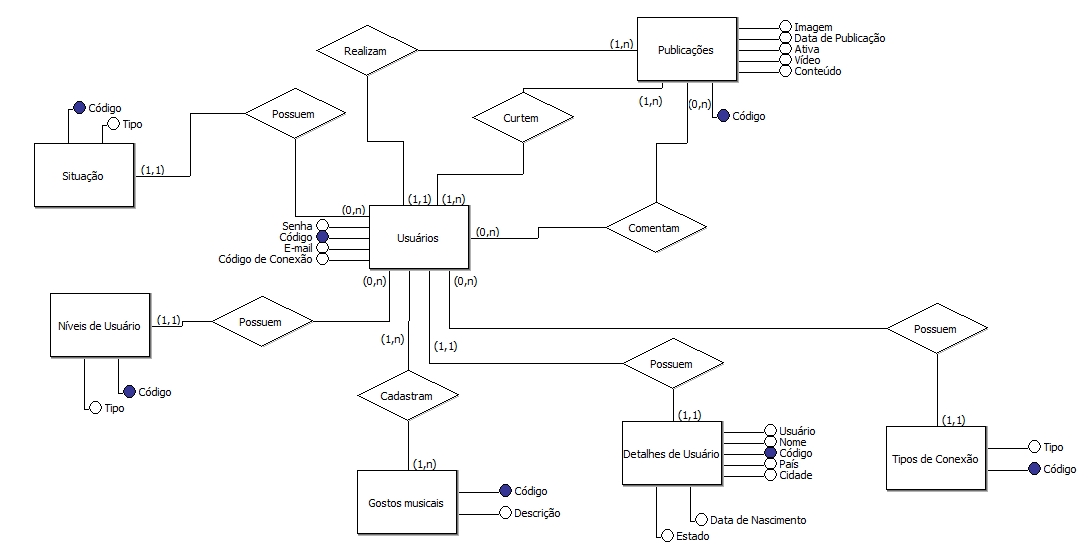 Imagem
Data de Publicação
Ativa
Vídeo
Conteúdo
Publicações
(1,n)
Realizam
(1,n)
(0,n)
Código
Curtem
Código
Tipo
Possuem
Situação
(1,1)
(0,n)
(1,1)
(1,n)
Senha
Código
E-mail
Código de Conexão
Usuários
(0,n)
Comentam
(0,n)
(0,n)
Níveis de Usuário
(1,1)
Possuem
(1,n)
(1,1)
Possuem
Código
Tipo
Cadastram
Possuem
(1,1)
(1,1)
Usuário
Nome
Código
País
Cidade
Detalhes de Usuário
Tipos de Conexão
Tipo
Código
(1,n)
Gostos musicais
Código
Descrição
Data de Nascimento
Estado